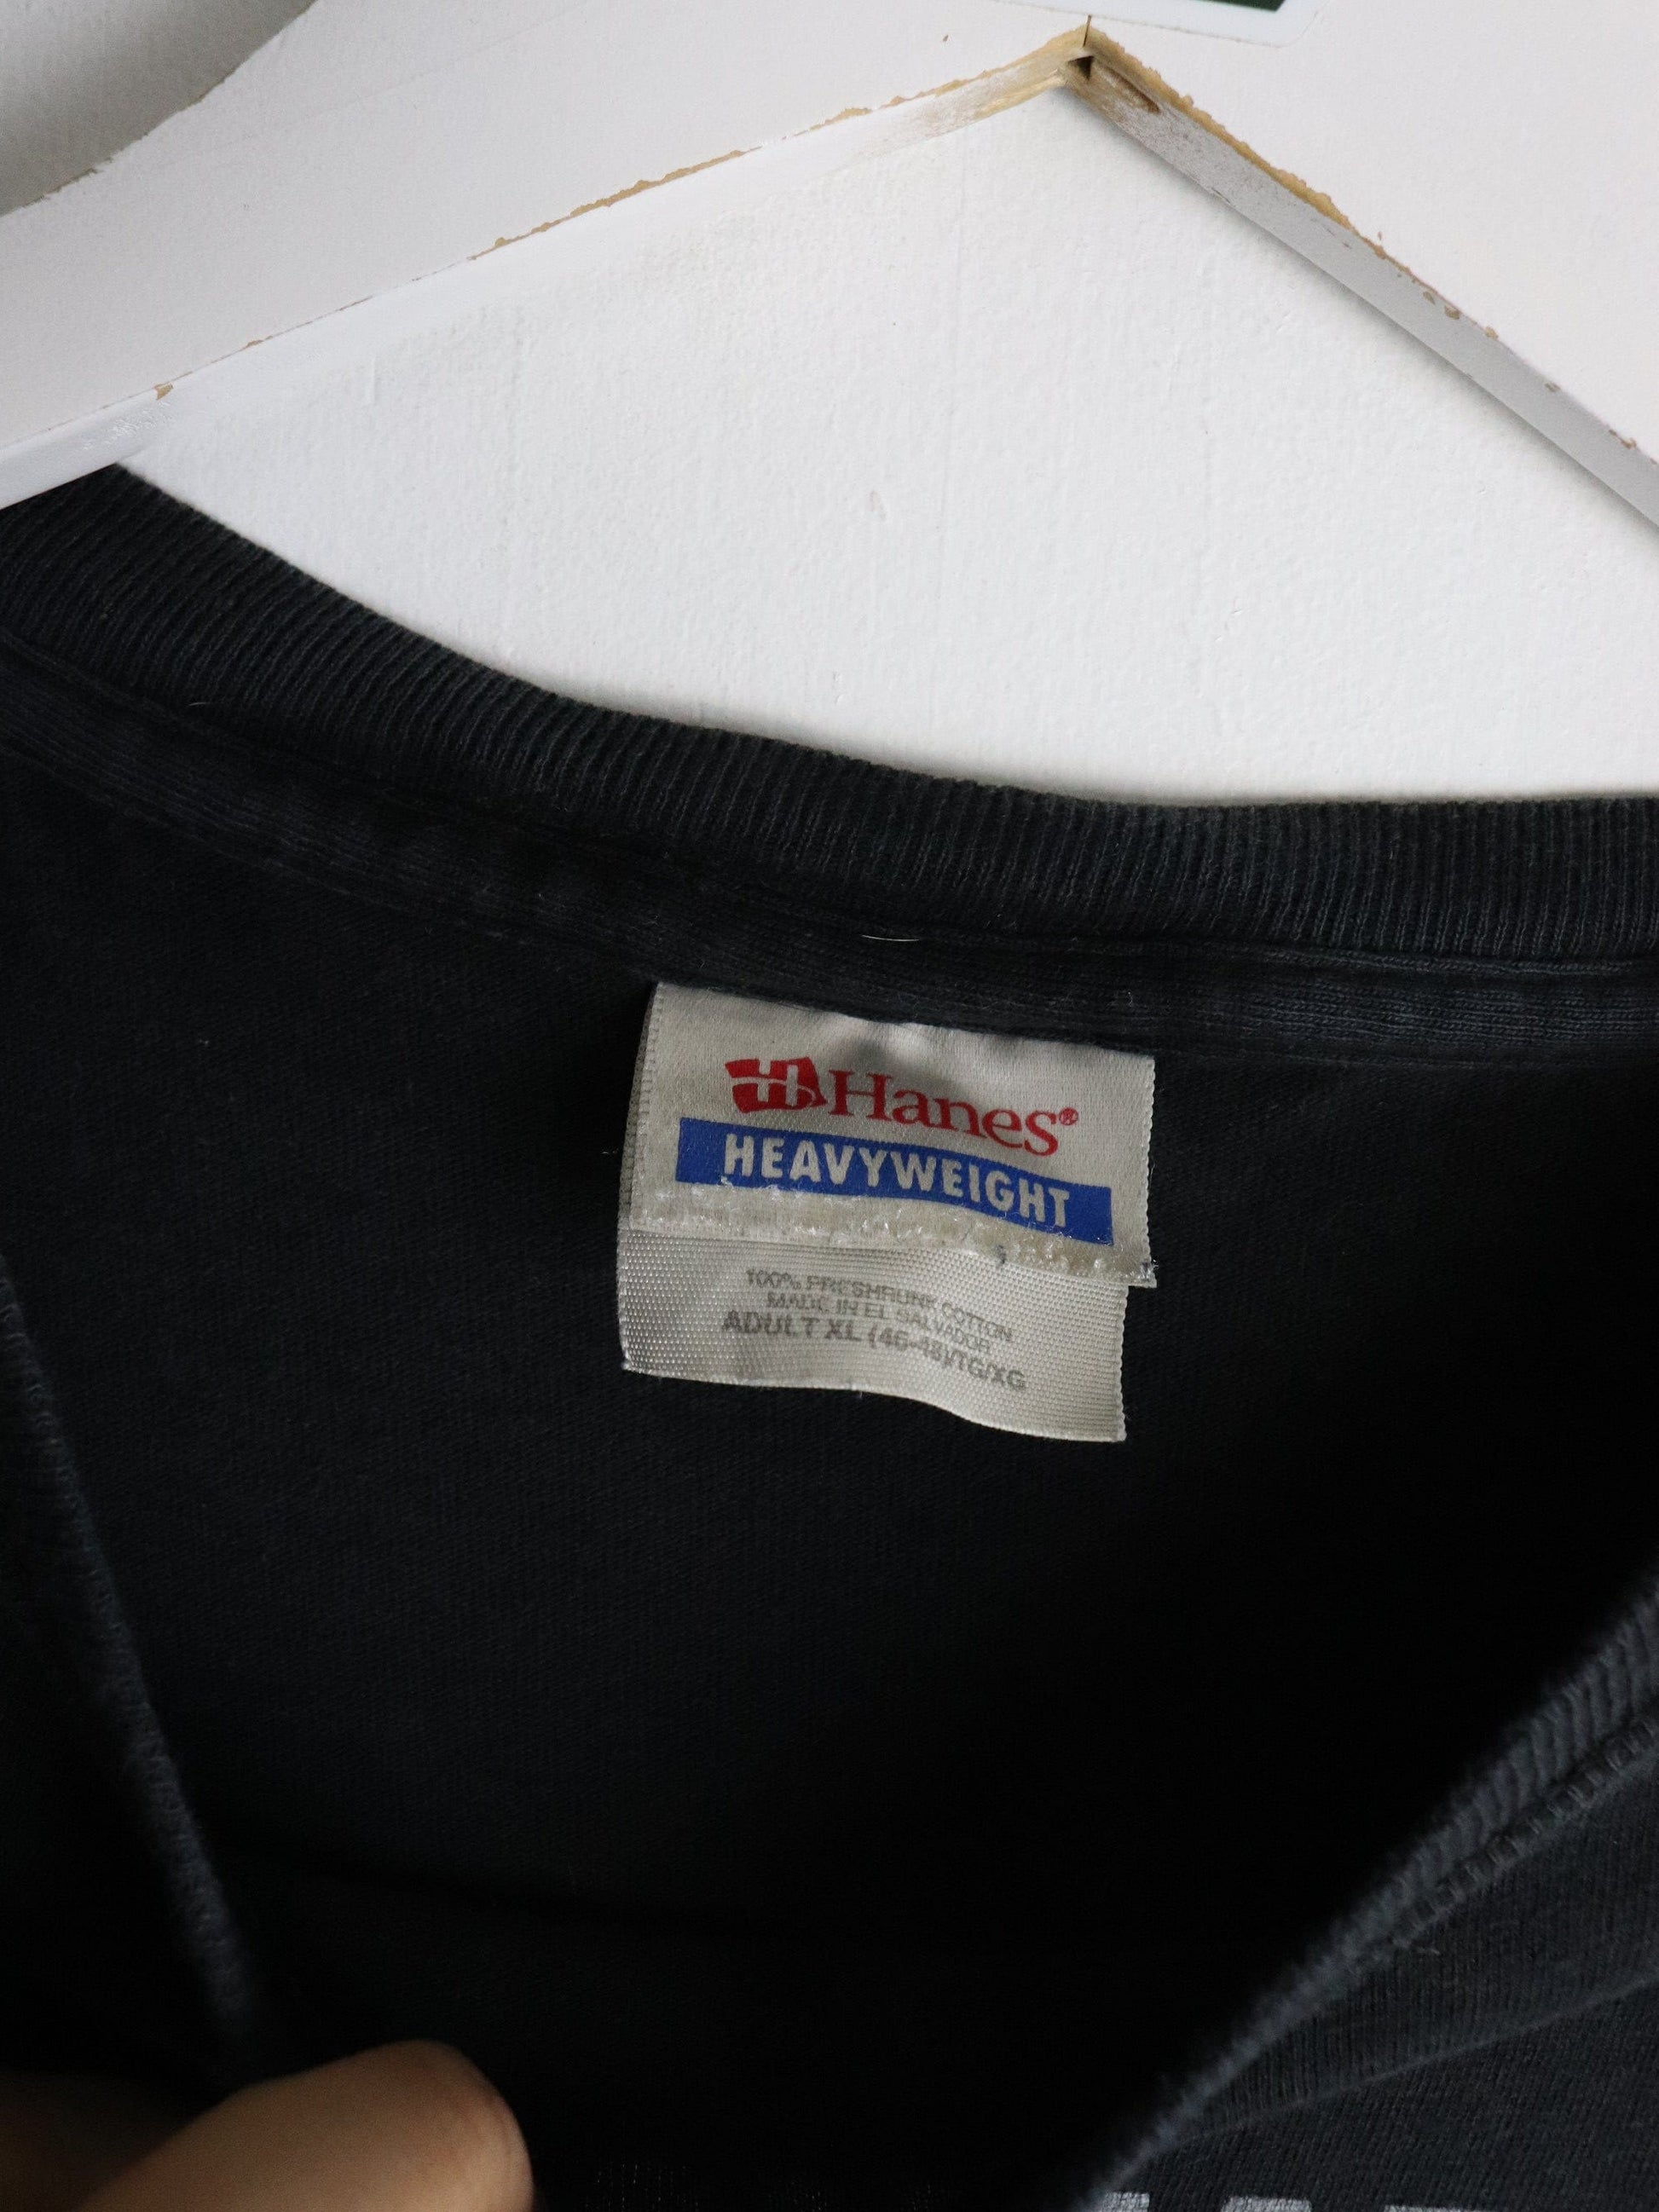 Hanes®
HEAVYWEIGHT
100% PRESHRUNK COTTON
MADE IN EL SALVADOR
ADULT XL (46-48)/TG/XG